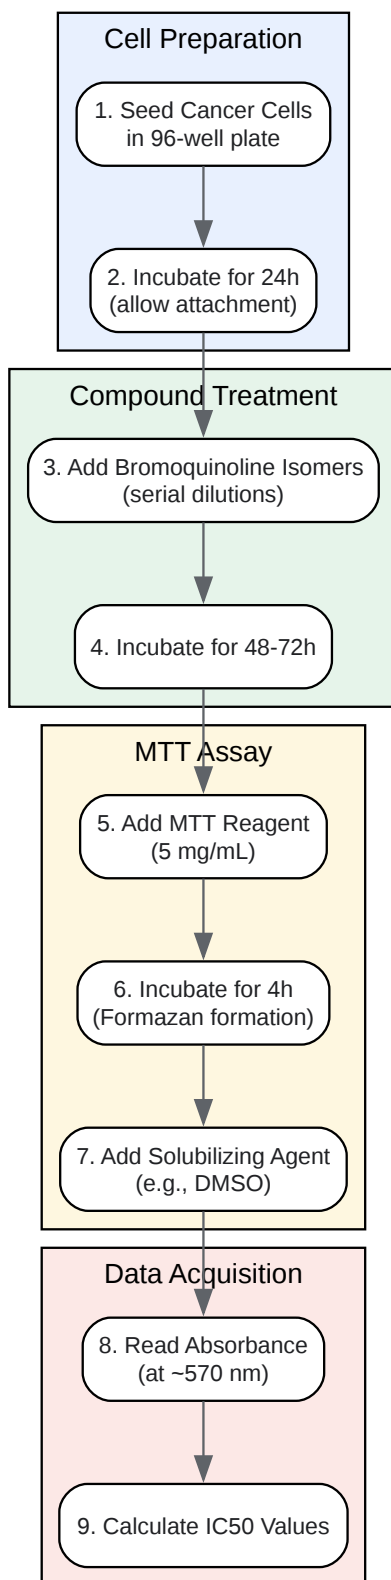 Cell Preparation
1. Seed Cancer Cells
in 96-well plate
2. Incubate for 24h
(allow attachment)
Compound Treatment
3. Add Bromoquinoline Isomers
(serial dilutions)
4. Incubate for 48-72h
MTT Assay
5. Add MTT Reagent
(5 mg/mL)
6. Incubate for 4h
(Formazan formation)
7. Add Solubilizing Agent
(e.g., DMSO)
Data Acquisition
8. Read Absorbance
(at ~570 nm)
9. Calculate IC50 Values